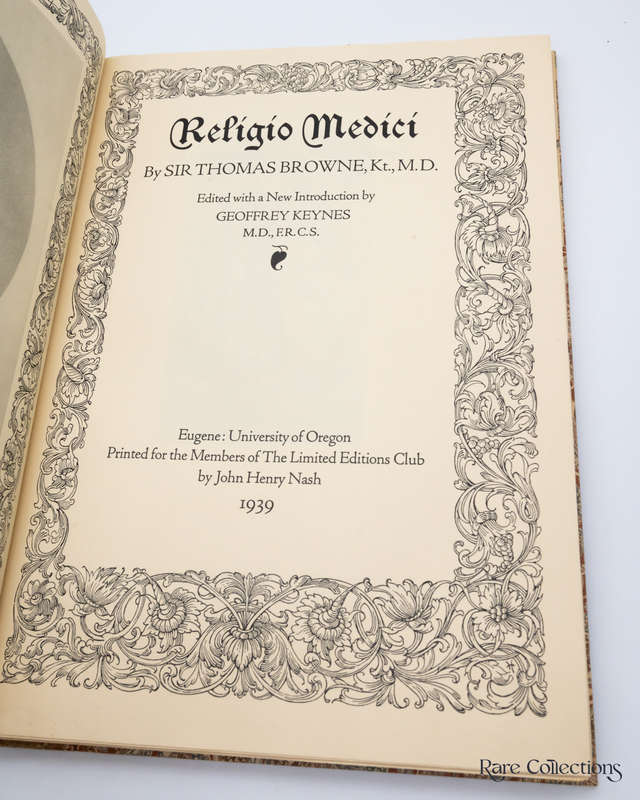 Religio Medici
By SIR THOMAS BROWNE, Kt., M.D.
Edited with a New Introduction by
GEOFFREY KEYNES
M.D., F.R.C.S.
Eugene: University of Oregon
Printed for the Members of The Limited Editions Club
by John Henry Nash
1939
Rare Collections